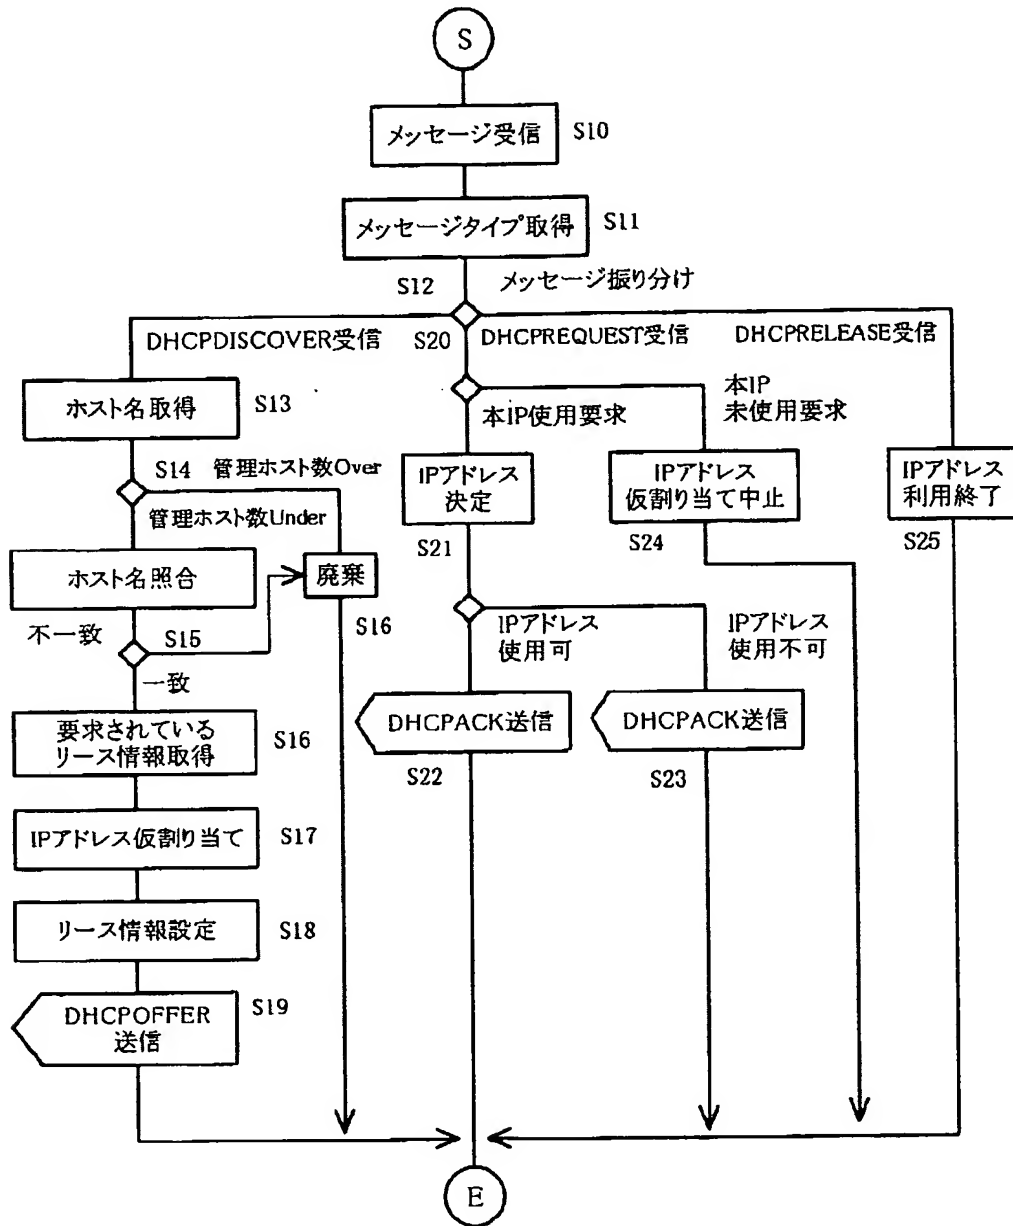 S
メッセージ受信
S10
メッセージタイプ取得
S11
S12
メッセージ振り分け
DHCPDISCOVER受信
S20
DHCPREQUEST受信
DHCPRELEASE受信
ホスト名取得
S13
本IP使用要求
本IP
未使用要求
S14
管理ホスト数Over
管理ホスト数Under
IPアドレス
決定
S21
IPアドレス
仮割り当て中止
S24
IPアドレス
利用終了
S25
ホスト名照合
廃棄
S16
不一致
S15
一致
IPアドレス
使用可
IPアドレス
使用不可
要求されている
リース情報取得
S16
DHCPACK送信
S22
DHCPACK送信
S23
IPアドレス仮割り当て
S17
リース情報設定
S18
DHCPOFFER
送信
S19
E